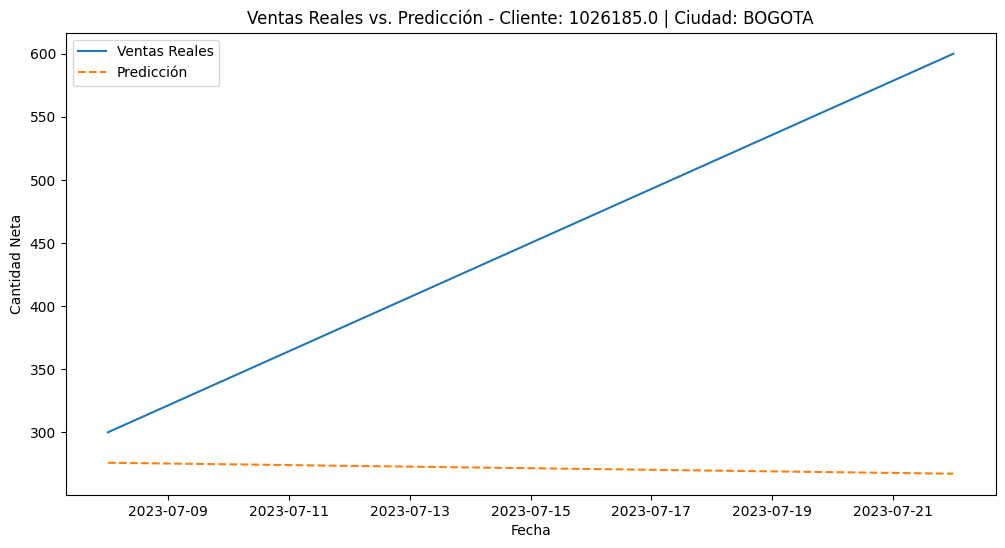 Ventas Reales vs. Predicción - Cliente: 1026185.0 | Ciudad: BOGOTA
Ventas Reales
Predicción
Cantidad Neta
600
550
500
450
400
350
300
2023-07-09
2023-07-11
2023-07-13
2023-07-15
2023-07-17
2023-07-19
2023-07-21
Fecha